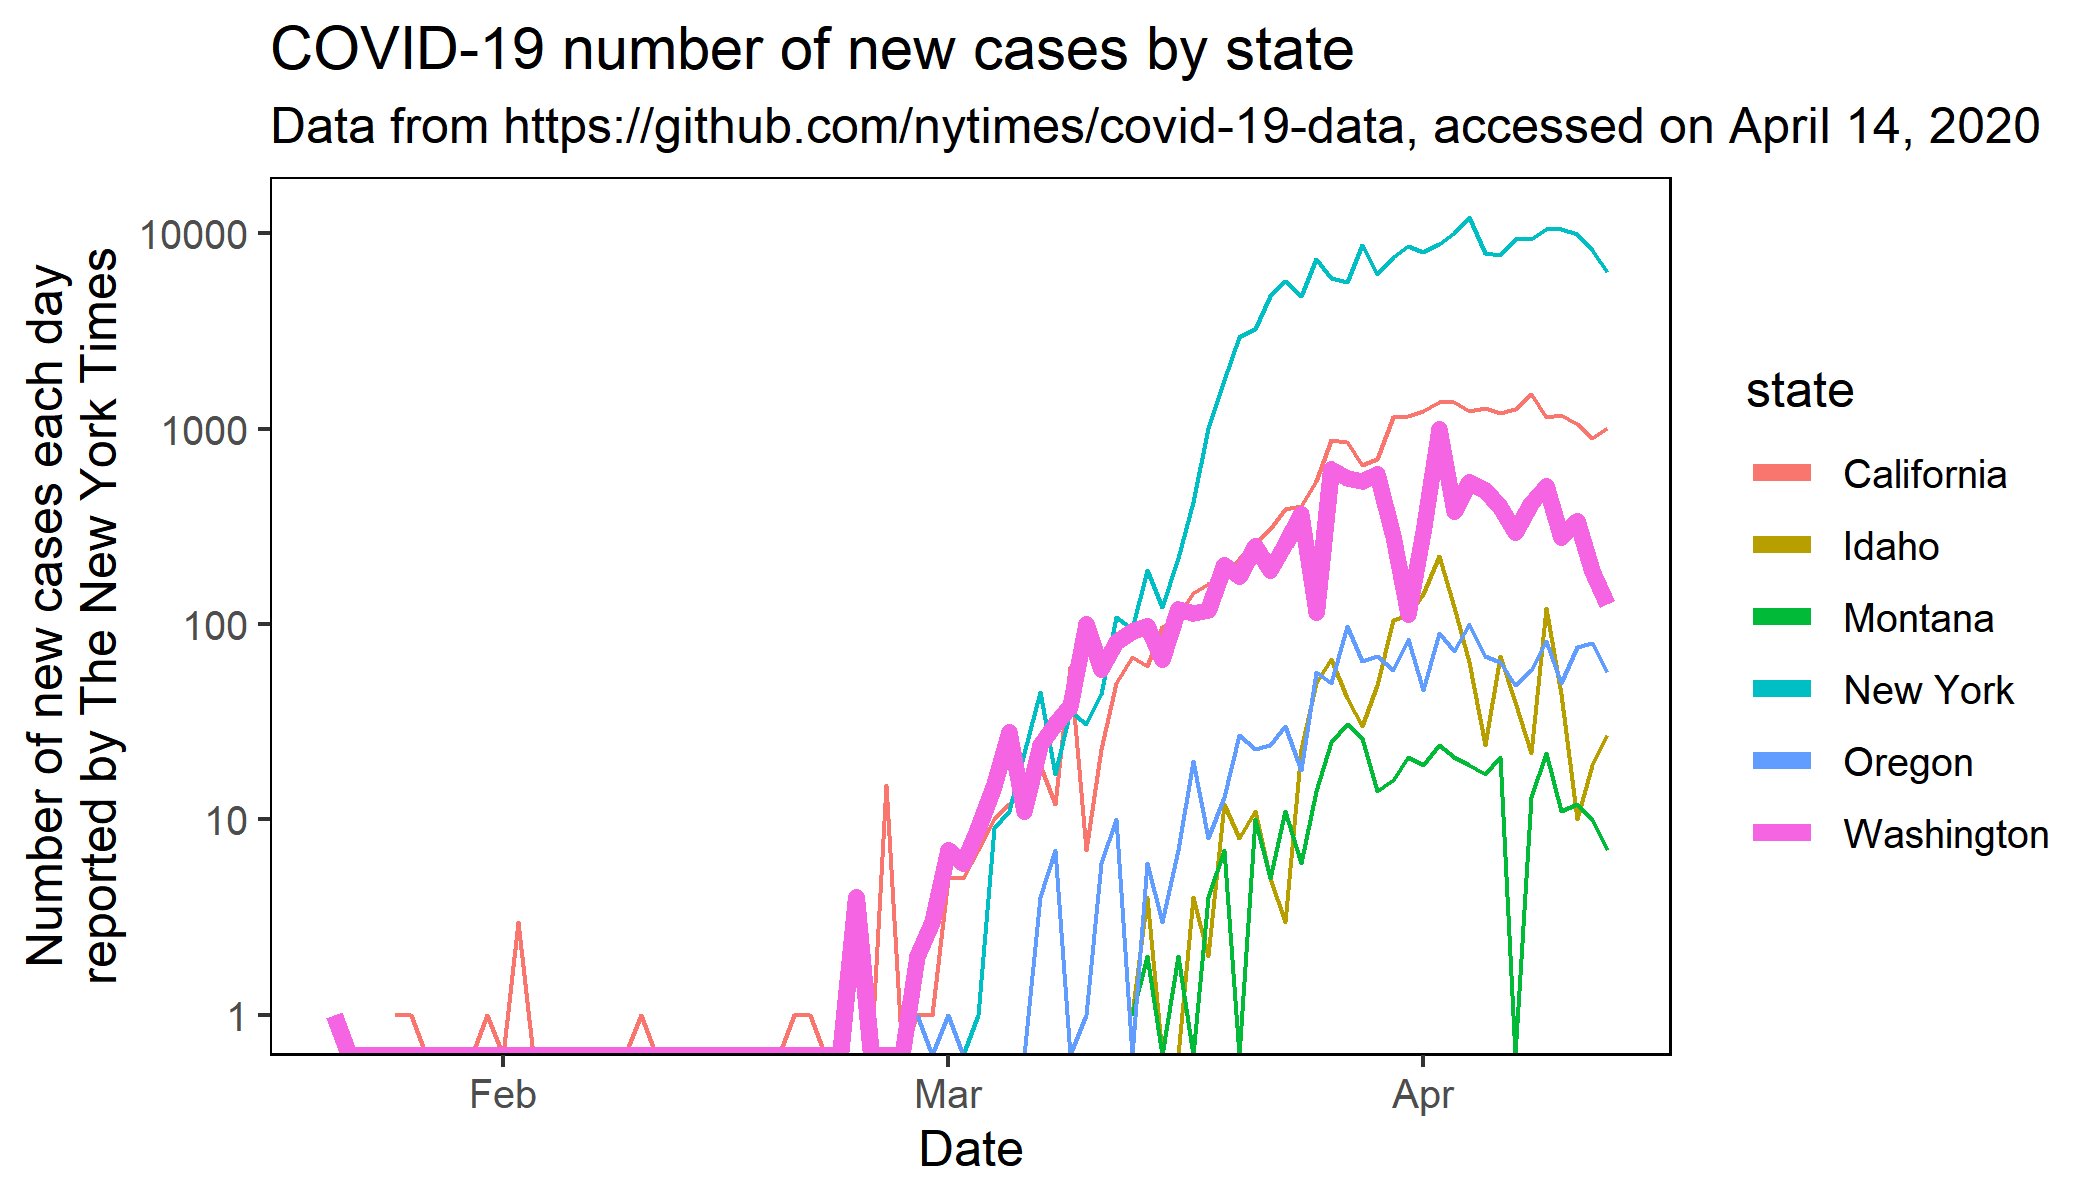 COVID-19 number of new cases by state
Data from https://github.com/nytimes/covid-19-data, accessed on April 14, 2020
Number of new cases each day
reported by The New York Times
10000
1000
100
10
1
Feb
Mar
Apr
Date
state
California
Idaho
Montana
New York
Oregon
Washington